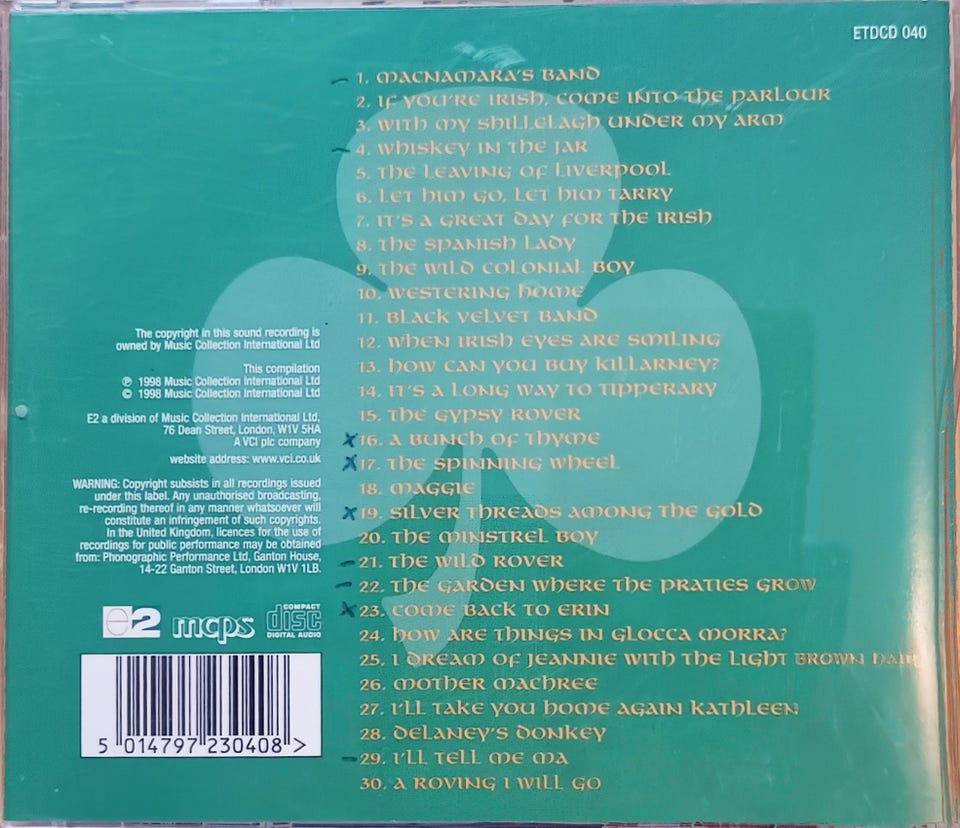 ETDCD 040
1. MACNAMARA'S BAND
2. IF YOU'RE IRISH, COME INTO THE PARLOUR
3. WITH MY SHILLELAGH UNDER MY ARM
4. WHISKEY IN THE JAR
5. THE LEAVING OF LIVERPOOL
6. LET HIM GO, LET HIM TARRY
7. IT'S A GREAT DAY FOR THE IRISH
8. THE SPANISH LADY
9. THE WILD COLONIAL BOY
10. WESTERING HOME
11. BLACK VELVET BAND
12. WHEN IRISH EYES ARE SMILING
13. HOW CAN YOU BUY KILLARNEY?
14. IT'S A LONG WAY TO TIPPERARY
15. THE GYPSY ROVER
x 16. A BUNCH OF THYME
x 17. THE SPINNING WHEEL
18. MAGGIE
x 19. SILVER THREADS AMONG THE GOLD
20. THE MINSTREL BOY
21. THE WILD ROVER
22. THE GARDEN WHERE THE PRATIES GROW
x 23. COME BACK TO ERIN
24. HOW ARE THINGS IN GLOCCA MORRA?
25. I DREAM OF JEANNIE WITH THE LIGHT BROWN HAIR
26. MOTHER MACHREE
27. I'LL TAKE YOU HOME AGAIN KATHLEEN
28. DELANEY'S DONKEY
29. I'LL TELL ME MA
30. A ROVING I WILL GO
The copyright in this sound recording is
owned by Music Collection International Ltd
This compilation
℗ 1998 Music Collection International Ltd
© 1998 Music Collection International Ltd
E2 a division of Music Collection International Ltd,
76 Dean Street, London, W1V 5HA
A VCI plc company
website address: www.vci.co.uk
WARNING: Copyright subsists in all recordings issued
under this label. Any unauthorised broadcasting,
re-recording thereof in any manner whatsoever will
constitute an infringement of such copyrights.
In the United Kingdom, licences for the use of
recordings for public performance may be obtained
from: Phonographic Performance Ltd, Ganton House,
14-22 Ganton Street, London W1V 1LB.
e2 mcps COMPACT
disc
DIGITAL AUDIO
5 014797 230408 >